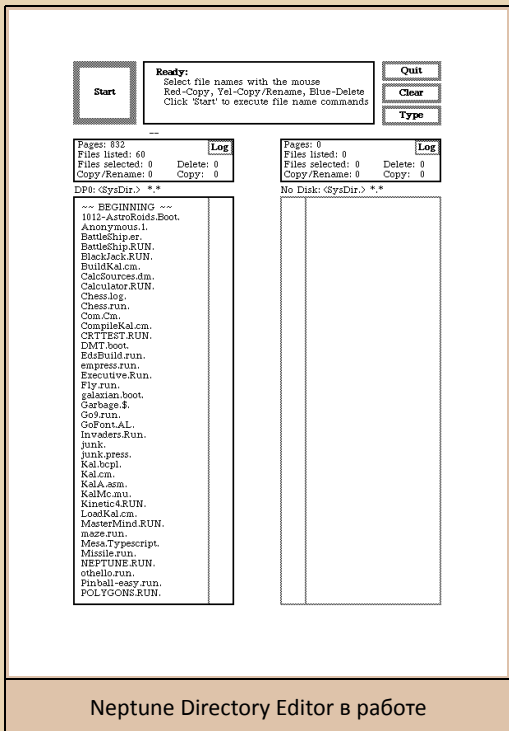 Start
Ready:
Select file names with the mouse
Red-Copy, Yel-Copy/Rename, Blue-Delete
Click 'Start' to execute file name commands
Quit
Clear
Type
Pages: 832
Log
Files listed: 60
Files selected: 0 Delete: 0
Copy/Rename: 0 Copy: 0
DP0: <SysDir.> *.*
~~ BEGINNING ~~
1012-AstroRoids.Boot.
Anonymous.1.
BattleShip.er.
BattleShip.RUN.
BlackJack.RUN.
BuildKal.cm.
CalcSources.dm.
Calculator.RUN.
Chess.log.
Chess.run.
Com.Cm.
CompileKal.cm.
CRTTEST.RUN.
DMT.boot.
EdsBuild.run.
empress.run.
Executive.Run.
Fly.run.
galaxian.boot.
Garbage.$.
Go9.run.
GoFont.AL.
Invaders.Run.
junk.
junk.press.
Kal.bcpl.
Kal.cm.
KalA.asm.
KalMc.mu.
Kinetic4.RUN.
LoadKal.cm.
MasterMind.RUN.
maze.run.
Mesa.Typescript.
Missile.run.
NEPTUNE.RUN.
othello.run.
Pinball-easy.run.
POLYGONS.RUN.
Pages: 0
Log
Files listed: 0
Files selected: 0 Delete: 0
Copy/Rename: 0 Copy: 0
No Disk: <SysDir.> *.*
Neptune Directory Editor в работе